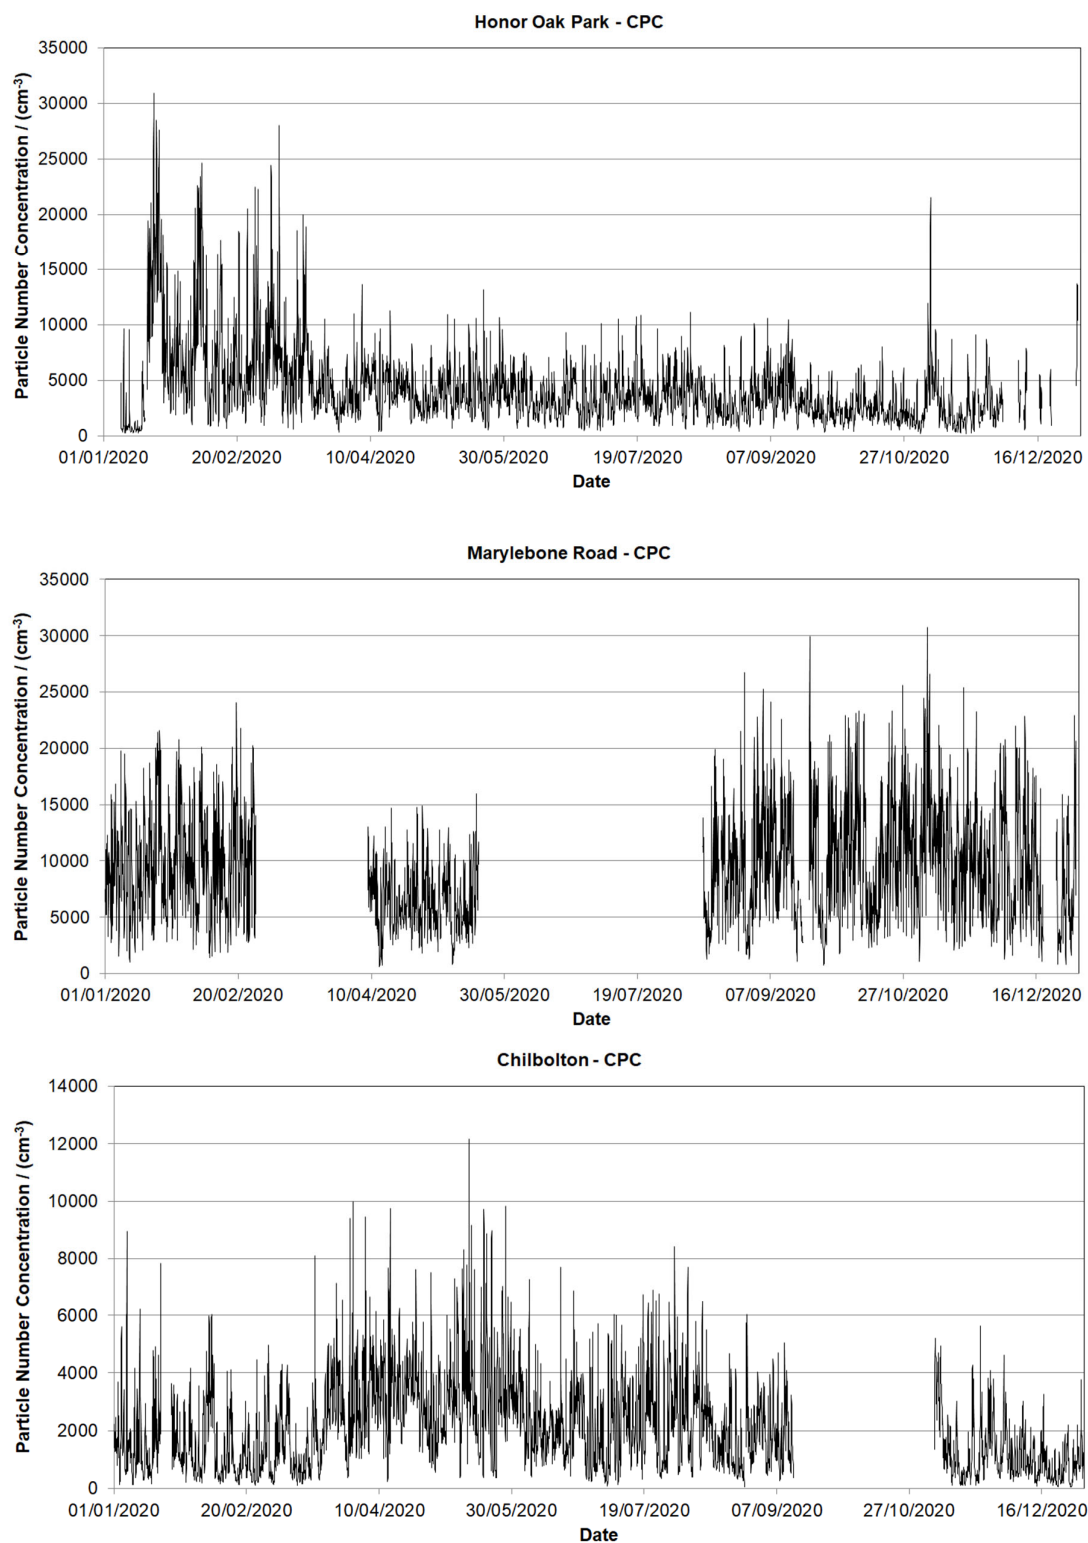 Honor Oak Park - CPC
Particle Number Concentration / (cm-3)
35000
30000
25000
20000
15000
10000
5000
0
01/01/2020 20/02/2020 10/04/2020 30/05/2020 19/07/2020 07/09/2020 27/10/2020 16/12/2020
Date
Marylebone Road - CPC
Particle Number Concentration / (cm-3)
35000
30000
25000
20000
15000
10000
5000
0
01/01/2020 20/02/2020 10/04/2020 30/05/2020 19/07/2020 07/09/2020 27/10/2020 16/12/2020
Date
Chilbolton - CPC
Particle Number Concentration / (cm-3)
14000
12000
10000
8000
6000
4000
2000
0
01/01/2020 20/02/2020 10/04/2020 30/05/2020 19/07/2020 07/09/2020 27/10/2020 16/12/2020
Date